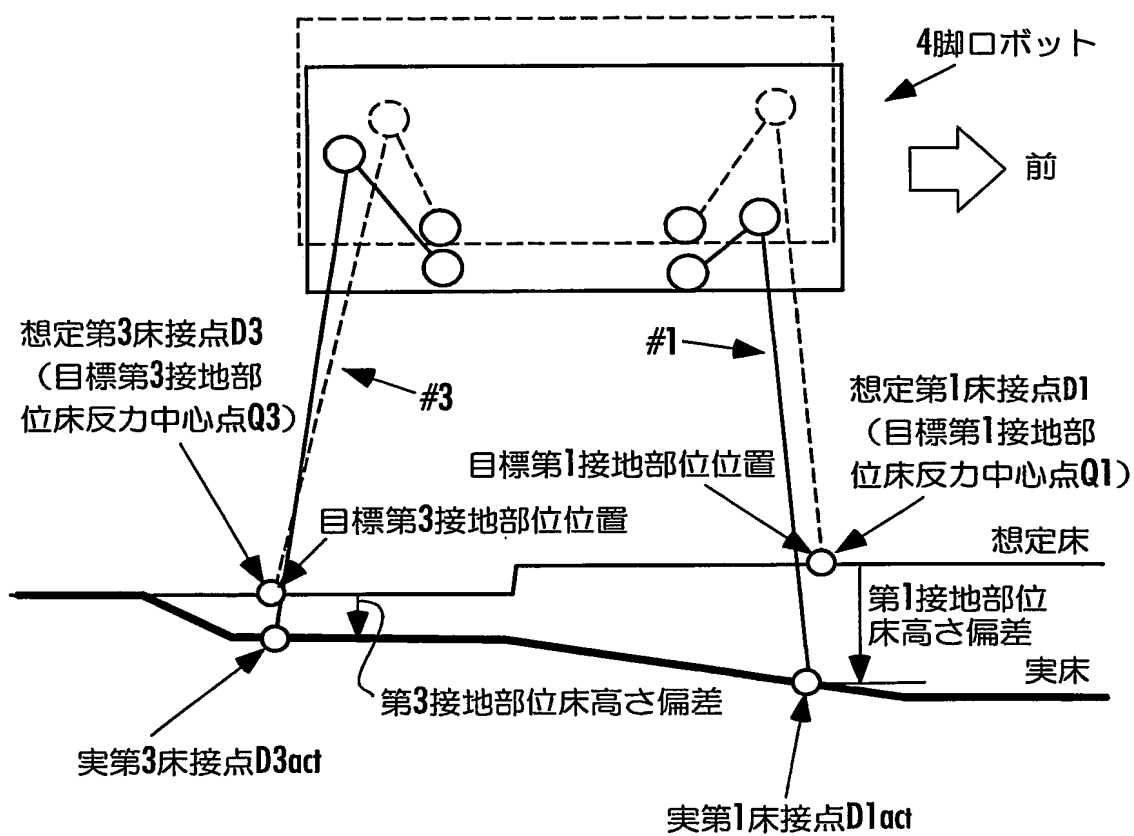 4脚ロボット
前
想定第3床接点D3
（目標第3接地部
位床反力中心点Q3）
#3
#1
想定第1床接点D1
（目標第1接地部
位床反力中心点Q1）
目標第1接地部位位置
目標第3接地部位位置
想定床
第1接地部位
床高さ偏差
実床
第3接地部位床高さ偏差
実第3床接点D3act
実第1床接点D1act